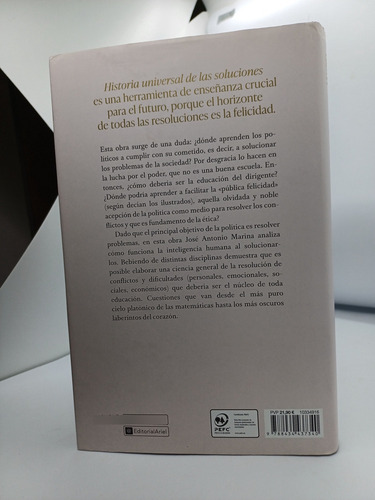 Historia universal de las soluciones
es una herramienta de enseñanza crucial
para el futuro, porque el horizonte
de todas las resoluciones es la felicidad.
Esta obra surge de una duda: ¿dónde aprenden los po-
líticos a cumplir con su cometido, es decir, a solucionar
los problemas de la sociedad? Por desgracia lo hacen en
la lucha por el poder, que no es una buena escuela. En-
tonces, ¿cómo debería ser la educación del dirigente?
¿Dónde podría aprender a facilitar la «pública felicidad»
(según decían los ilustrados), aquella olvidada y noble
acepción de la política como medio para resolver los con-
flictos y que es fundamento de la ética?
Dado que el principal objetivo de la política es resolver
problemas, en esta obra José Antonio Marina analiza
cómo funciona la inteligencia humana al solucionar-
los. Bebiendo de distintas disciplinas demuestra que es
posible elaborar una ciencia general de la resolución de
conflictos y dificultades (personales, emocionales, so-
ciales, económicos) que debería ser el núcleo de toda
educación. Cuestiones que van desde el más puro
cielo platónico de las matemáticas hasta los más oscuros
laberintos del corazón.
PVP 21,90 € 10334916
PEFC
EditorialAriel
9 788434 437340